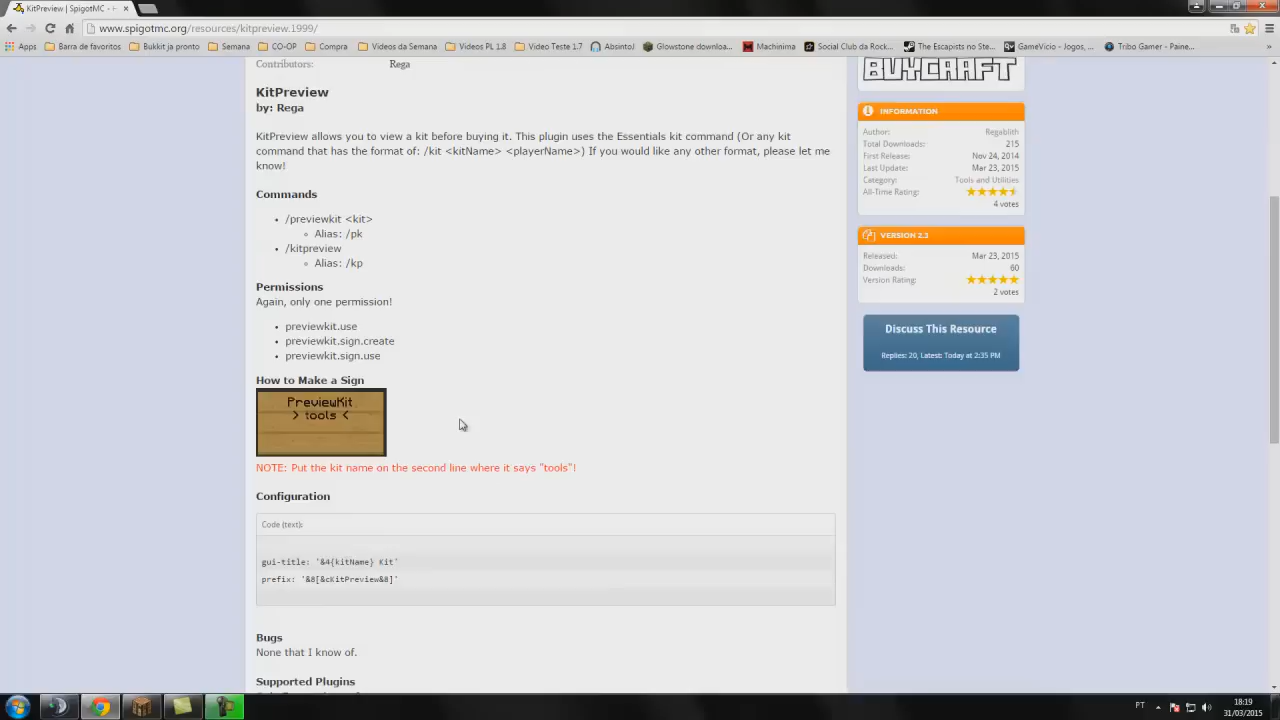 KitPreview | SpigotMC - H
www.spigotmc.org/resources/kitpreview.1999/
Apps
Barra de favoritos
Bukkit ja pronto
Semana
CO-OP
Compra
Videos da Semana
Videos PL 1.8
Video Teste 1.7
AbsintoJ
Glowstone downloa...
Machinima
Social Club da Rock...
The Escapists no Ste...
GameVicio - Jogos, ...
Tribo Gamer - Paine...
»
Contributors: Rega
KitPreview
by: Rega
KitPreview allows you to view a kit before buying it. This plugin uses the Essentials kit command (Or any kit
command that has the format of: /kit <kitName> <playerName>) If you would like any other format, please let me
know!
Commands
/previewkit <kit>
Alias: /pk
/kitpreview
Alias: /kp
Permissions
Again, only one permission!
previewkit.use
previewkit.sign.create
previewkit.sign.use
How to Make a Sign
PreviewKit
> tools <
NOTE: Put the kit name on the second line where it says "tools"!
Configuration
Code (text):
gui-title: '&4{kitName} Kit'
prefix: '&8[&cKitPreview&8]'
Bugs
None that I know of.
Supported Plugins
BUYCRAFT
INFORMATION
Author: Regablith
Total Downloads: 215
First Release: Nov 24, 2014
Last Update: Mar 23, 2015
Category: Tools and Utilities
All-Time Rating:
4 votes
VERSION 2.3
Released: Mar 23, 2015
Downloads: 60
Version Rating:
2 votes
Discuss This Resource
Replies: 20, Latest: Today at 2:35 PM
PT
18:19
31/03/2015